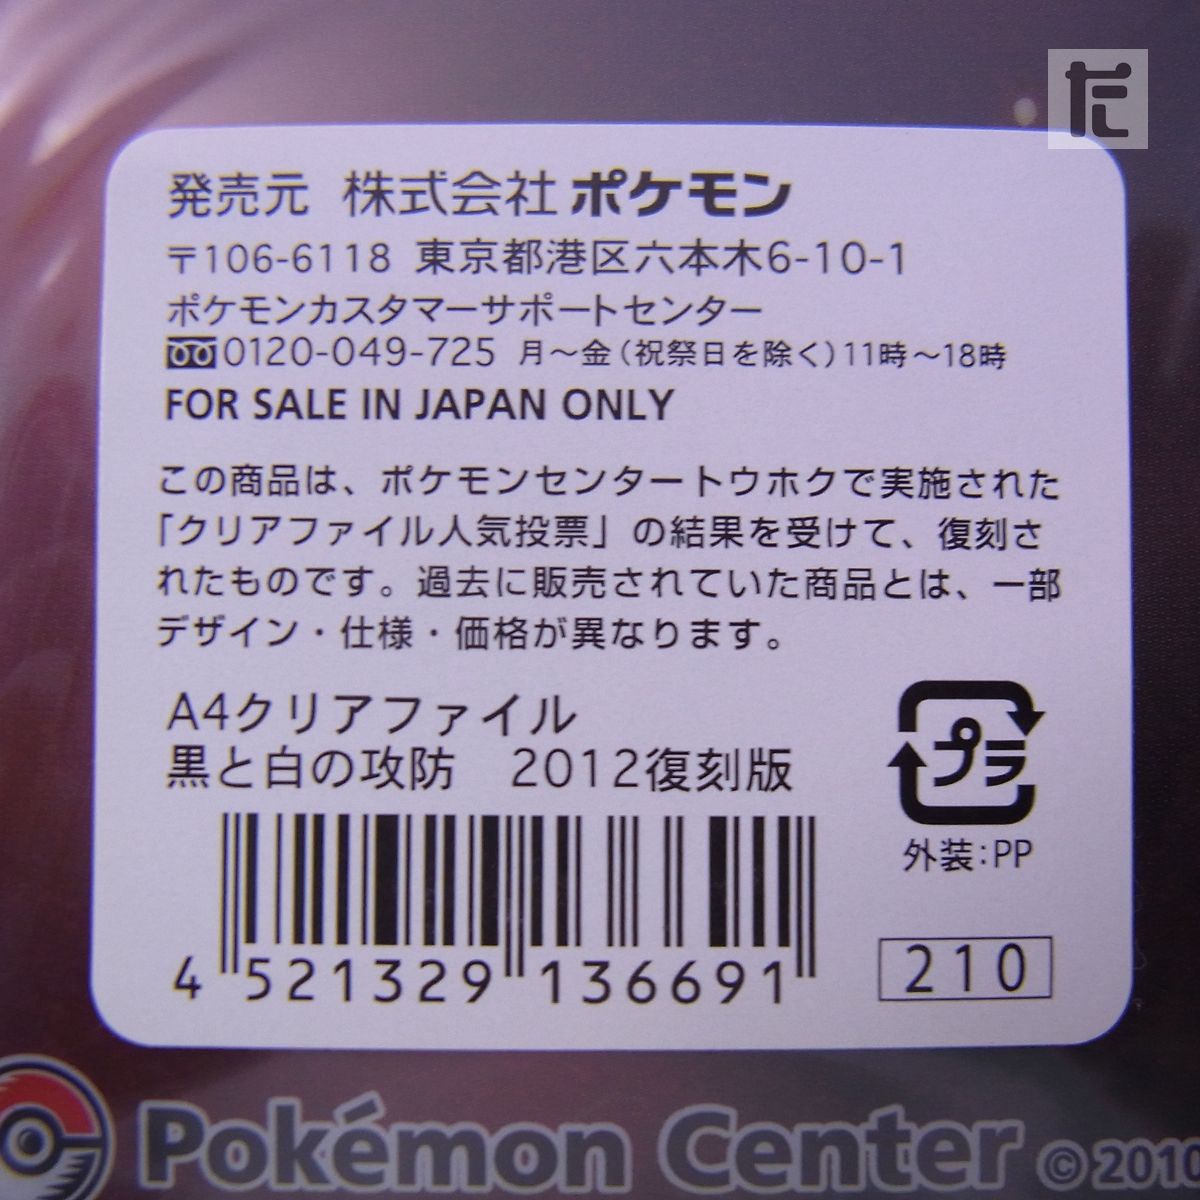 た
発売元 株式会社ポケモン
〒106-6118 東京都港区六本木6-10-1
ポケモンカスタマーサポートセンター
0120-049-725 月〜金(祝祭日を除く)11時〜18時
FOR SALE IN JAPAN ONLY
この商品は、ポケモンセンタートウホクで実施された
「クリアファイル人気投票」の結果を受けて、復刻さ
れたものです。過去に販売されていた商品とは、一部
デザイン・仕様・価格が異なります。
A4クリアファイル
黒と白の攻防 2012復刻版
プラ
外装:PP
4 521329 136691
210
Pokémon Center ©2010